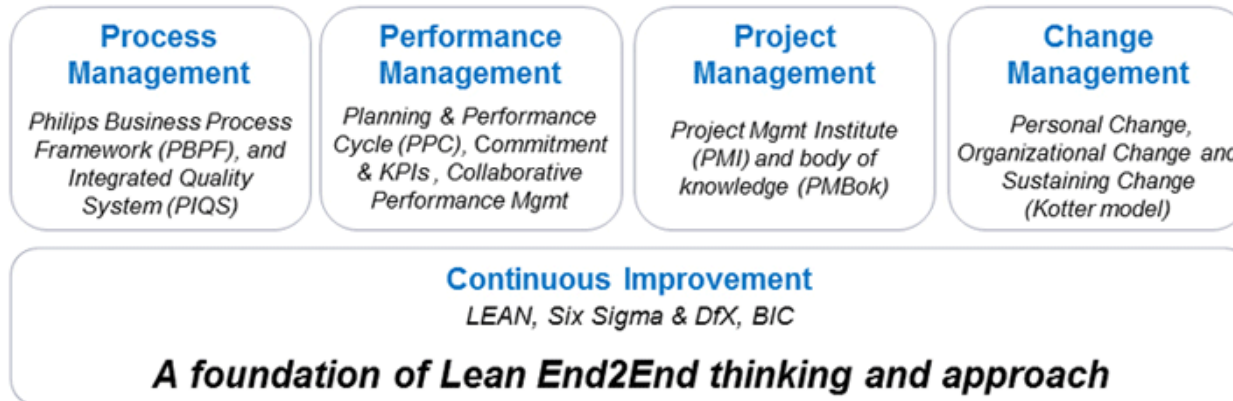 Process
Management
Philips Business Process
Framework (PBPF), and
Integrated Quality
System (PIQS)
Performance
Management
Planning & Performance
Cycle (PPC), Commitment
& KPIs, Collaborative
Performance Mgmt
Project
Management
Project Mgmt Institute
(PMI) and body of
knowledge (PMBok)
Change
Management
Personal Change,
Organizational Change and
Sustaining Change
(Kotter model)
Continuous Improvement
LEAN, Six Sigma & DfX, BIC
A foundation of Lean End2End thinking and approach